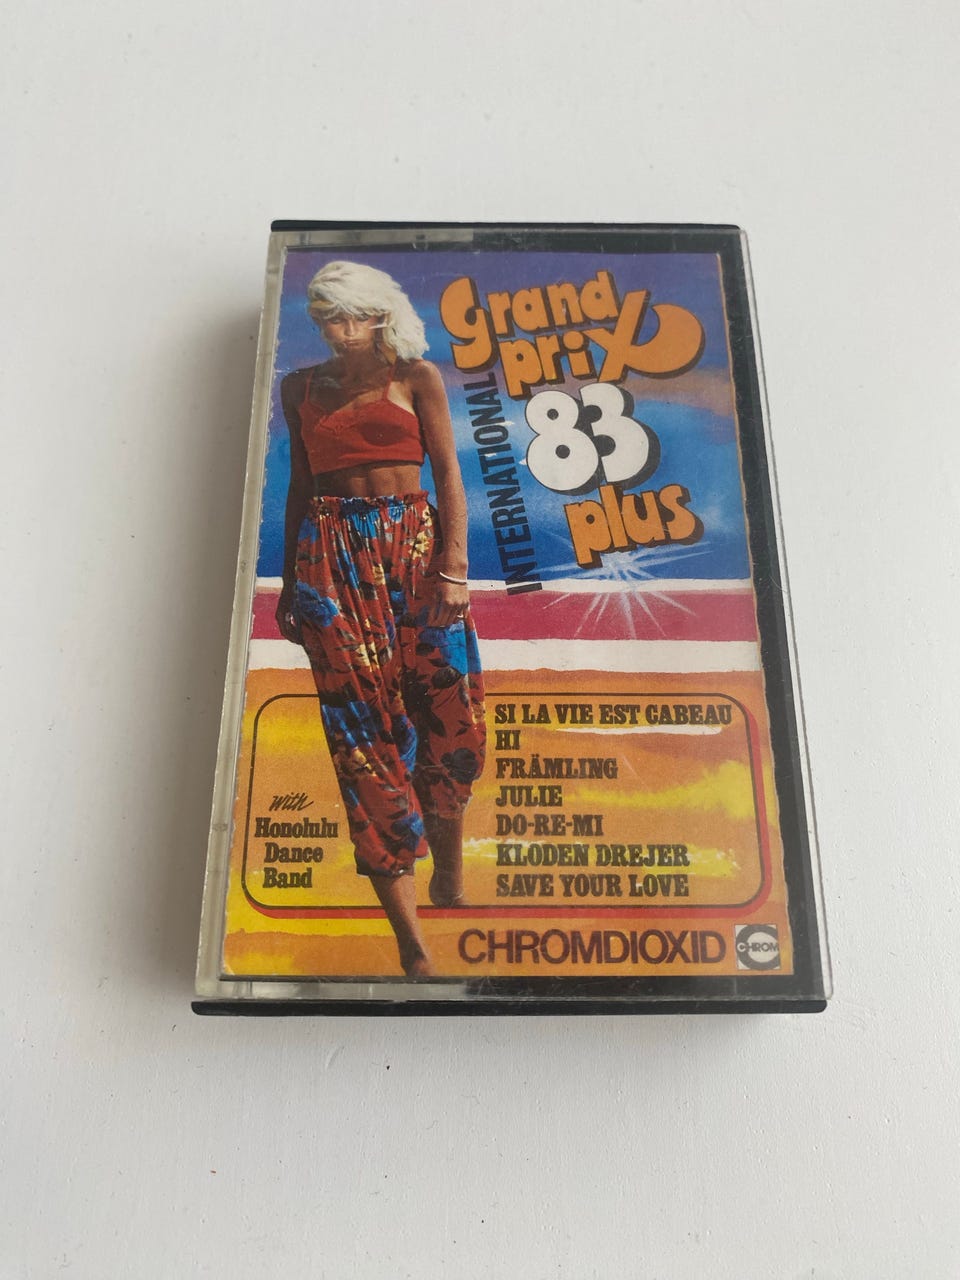 Grand
prix
INTERNATIONAL
83
plus
SI LA VIE EST CABEAU
HI
FRÄMLING
JULIE
DO-RE-MI
KLODEN DREJER
SAVE YOUR LOVE
with
Honolulu
Dance
Band
CHROMDIOXID
CHROM